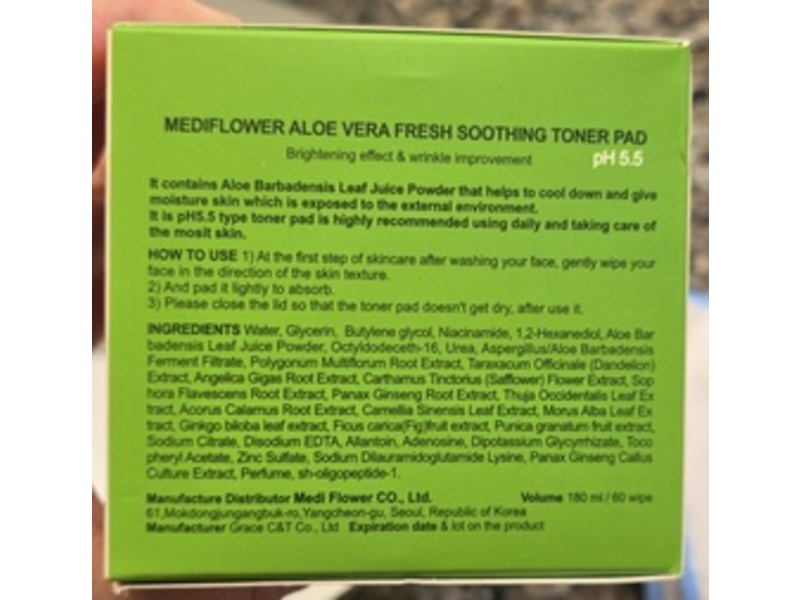 MEDIFLOWER ALOE VERA FRESH SOOTHING TONER PAD
Brightening effect & wrinkle improvement pH 5.5
It contains Aloe Barbadensis Leaf Juice Powder that helps to cool down and give
moisture skin which is exposed to the external environment.
It is pH5.5 type toner pad is highly recommended using daily and taking care of
the mosit skin.
HOW TO USE 1) At the first step of skincare after washing your face, gently wipe your
face in the direction of the skin texture.
2) And pad it lightly to absorb.
3) Please close the lid so that the toner pad doesn't get dry, after use it.
INGREDIENTS Water, Glycerin, Butylene glycol, Niacinamide, 1,2-Hexanediol, Aloe Bar
badensis Leaf Juice Powder, Octyldodeceth-16, Urea, Aspergillus/Aloe Barbadensis
Ferment Filtrate, Polygonum Multiflorum Root Extract, Taraxacum Officinale (Dandelion)
Extract, Angelica Gigas Root Extract, Carthamus Tinctorius (Safflower) Flower Extract, Sop
hora Flavescens Root Extract, Panax Ginseng Root Extract, Thuja Occidentalis Leaf Ex
tract, Acorus Calamus Root Extract, Camellia Sinensis Leaf Extract, Morus Alba Leaf Ex
tract, Ginkgo biloba leaf extract, Ficus carica(Fig)fruit extract, Punica granatum fruit extract,
Sodium Citrate, Disodium EDTA, Allantoin, Adenosine, Dipotassium Glycyrrhizate, Toco
pheryl Acetate, Zinc Sulfate, Sodium Dilauramidoglutamide Lysine, Panax Ginseng Callus
Culture Extract, Perfume, sh-oligopeptide-1.
Manufacture Distributor Medi Flower CO., Ltd. Volume 180 ml / 60 wipe
61,Mokdongjungangbuk-ro,Yangcheon-gu, Seoul, Republic of Korea
Manufacturer Grace C&T Co., Ltd Expiration date & lot on the product